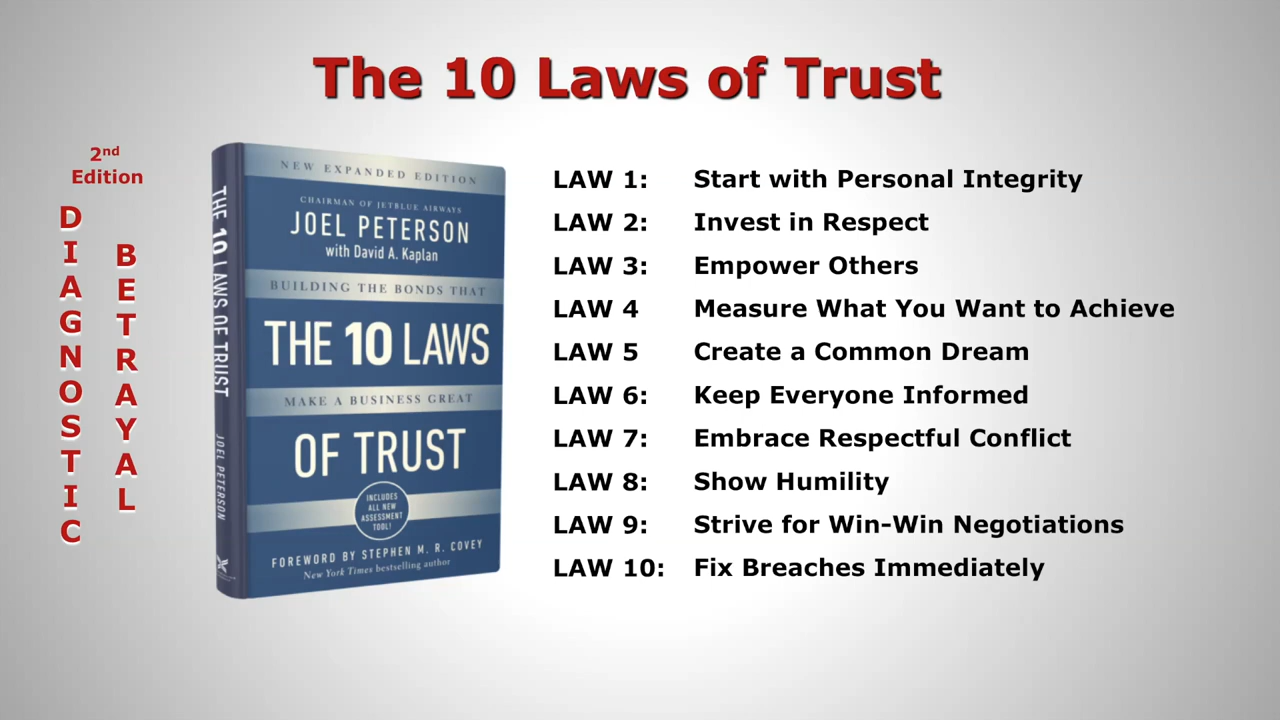 The 10 Laws of Trust
2nd
Edition
DIAGNOSTIC
BETRAYAL
THE 10 LAWS OF TRUST
JOEL PETERSON
NEW EXPANDED EDITION
CHAIRMAN OF JETBLUE AIRWAYS
JOEL PETERSON
with David A. Kaplan
BUILDING THE BONDS THAT
THE 10 LAWS
MAKE A BUSINESS GREAT
OF TRUST
INCLUDES
ALL NEW
ASSESSMENT
TOOL!
FOREWORD BY STEPHEN M. R. COVEY
New York Times bestselling author
LAW 1: Start with Personal Integrity
LAW 2: Invest in Respect
LAW 3: Empower Others
LAW 4 Measure What You Want to Achieve
LAW 5 Create a Common Dream
LAW 6: Keep Everyone Informed
LAW 7: Embrace Respectful Conflict
LAW 8: Show Humility
LAW 9: Strive for Win-Win Negotiations
LAW 10: Fix Breaches Immediately